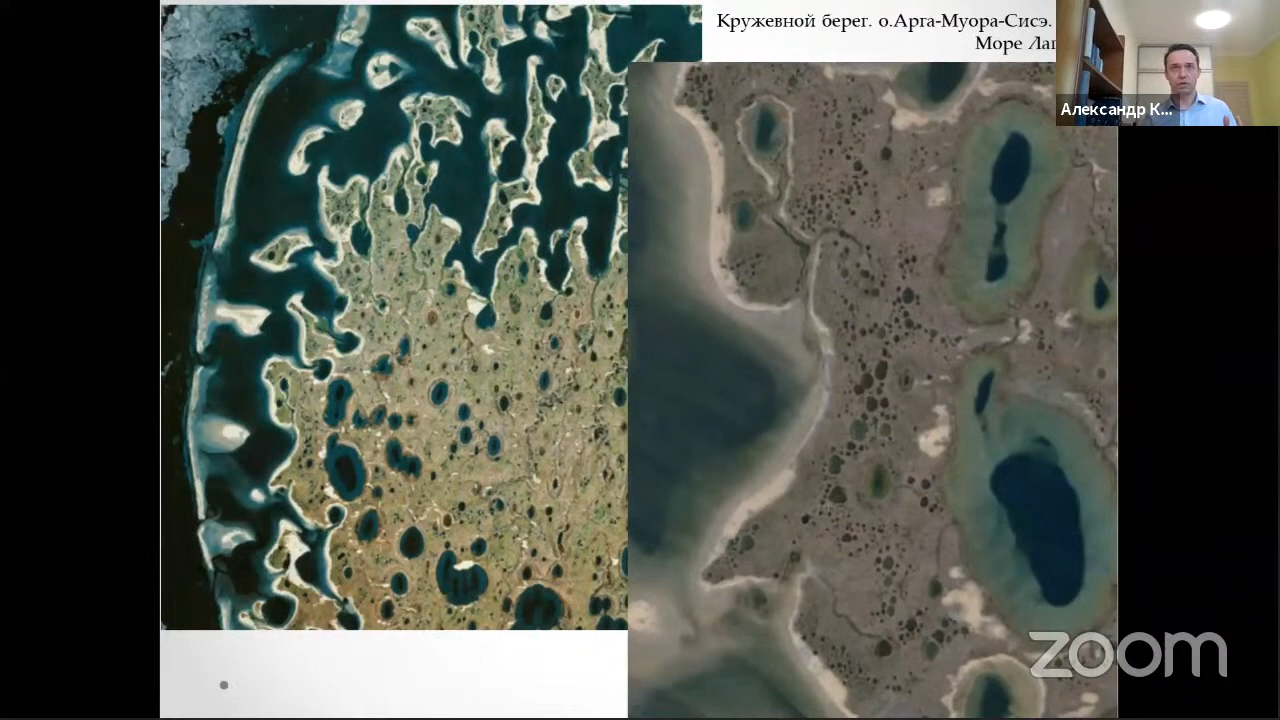 Кружевной берег. о.Арга-Муора-Сисэ.
Море
Александр К...
zoom